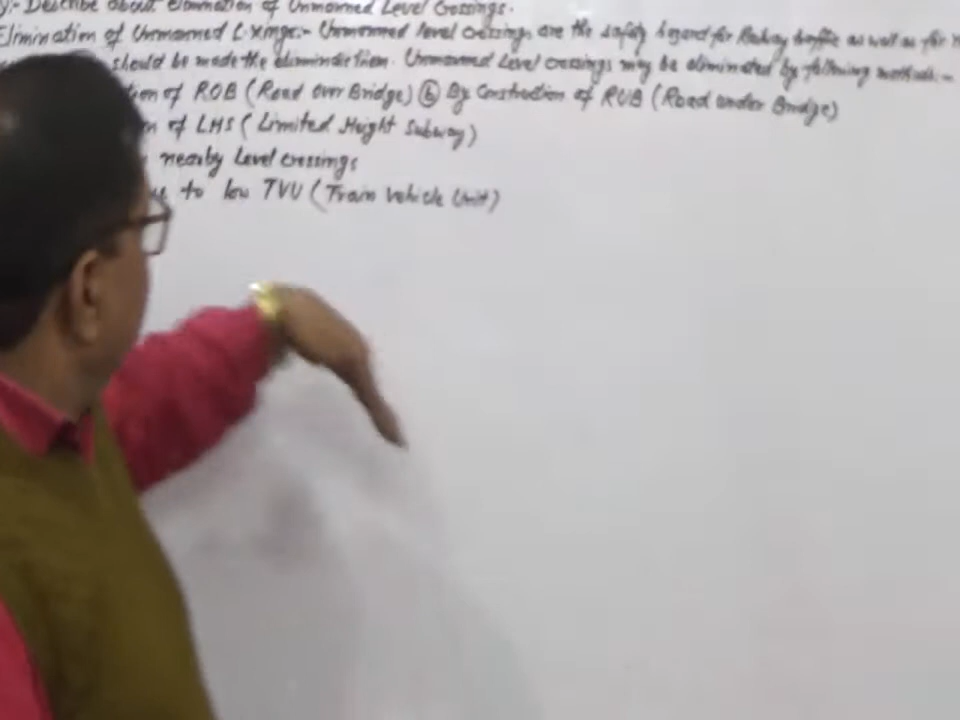 :- Describe about Elimination of Unmanned Level Crossings.
Elimination of Unmanned L-Xings:- Unmanned level crossings are the safety hazard for Railway traffic as well as for
should be made the elimination. Unmanned Level crossings may be eliminated by following methods:-
of ROB (Road Over Bridge) (b) By Construction of RUB (Road under Bridge)
of LHS (Limited Height Subway)
nearby Level crossings
to low TVU (Train Vehicle Unit)